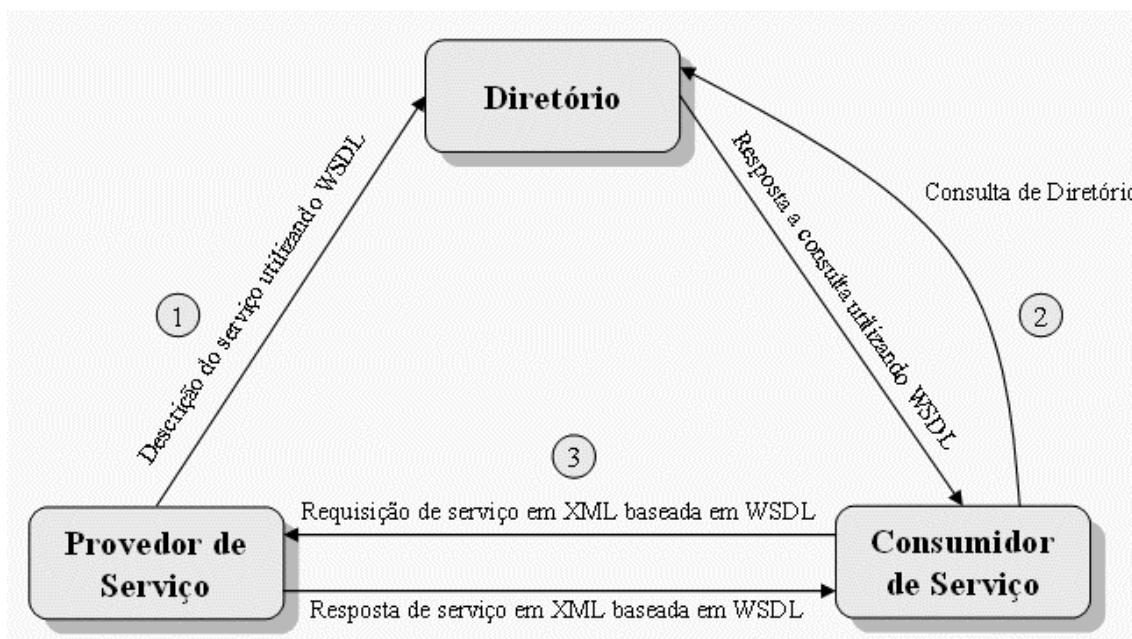 Diretório
Descrição do serviço utilizando WSDL
Resposta a consulta utilizando WSDL
Consulta de Diretório
1
2
3
Requisição de serviço em XML baseada em WSDL
Provedor de
Serviço
Consumidor
de Serviço
Resposta de serviço em XML baseada em WSDL